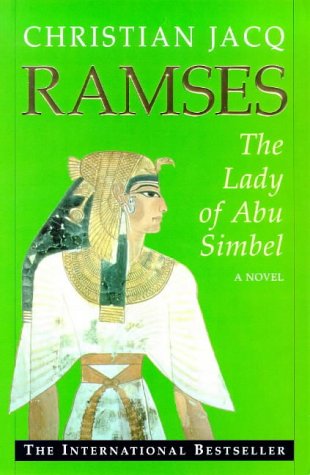 CHRISTIAN JACQ
RAMSES
The
Lady
of Abu
Simbel
A NOVEL
THE INTERNATIONAL BESTSELLER